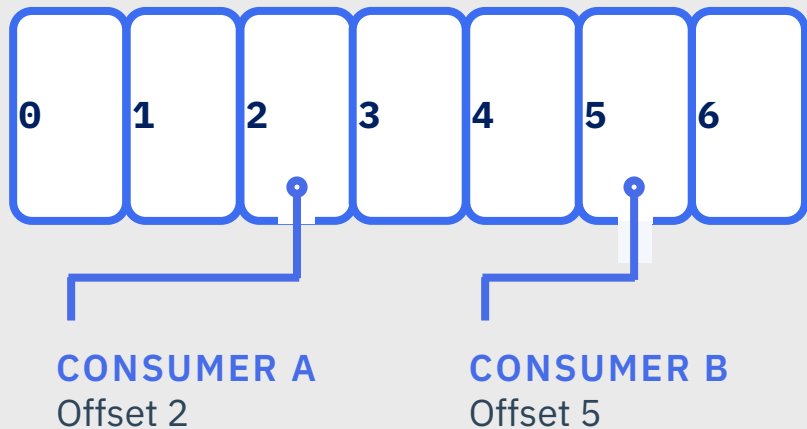 0 1 2 3 4 5 6
CONSUMER A
Offset 2
CONSUMER B
Offset 5